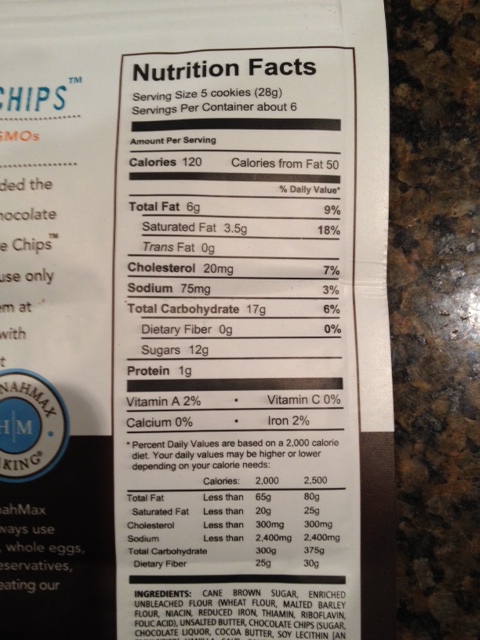 CHIPS™
GMOs
ded the
hocolate
e Chips™
use only
em at
with
t
NAHMAX
H|M
KING®
nahMax
ways use
, whole eggs,
eservatives,
eating our
Nutrition Facts
Serving Size 5 cookies (28g)
Servings Per Container about 6
Amount Per Serving
Calories 120 Calories from Fat 50
% Daily Value*
Total Fat 6g 9%
Saturated Fat 3.5g 18%
Trans Fat 0g
Cholesterol 20mg 7%
Sodium 75mg 3%
Total Carbohydrate 17g 6%
Dietary Fiber 0g 0%
Sugars 12g
Protein 1g
Vitamin A 2% • Vitamin C 0%
Calcium 0% • Iron 2%
* Percent Daily Values are based on a 2,000 calorie
diet. Your daily values may be higher or lower
depending on your calorie needs:
Calories: 2,000 2,500
Total Fat Less than 65g 80g
Saturated Fat Less than 20g 25g
Cholesterol Less than 300mg 300mg
Sodium Less than 2,400mg 2,400mg
Total Carbohydrate 300g 375g
Dietary Fiber 25g 30g
INGREDIENTS: CANE BROWN SUGAR, ENRICHED
UNBLEACHED FLOUR (WHEAT FLOUR, MALTED BARLEY
FLOUR, NIACIN, REDUCED IRON, THIAMIN, RIBOFLAVIN,
FOLIC ACID), UNSALTED BUTTER, CHOCOLATE CHIPS (SUGAR,
CHOCOLATE LIQUOR, COCOA BUTTER, SOY LECITHIN (AN